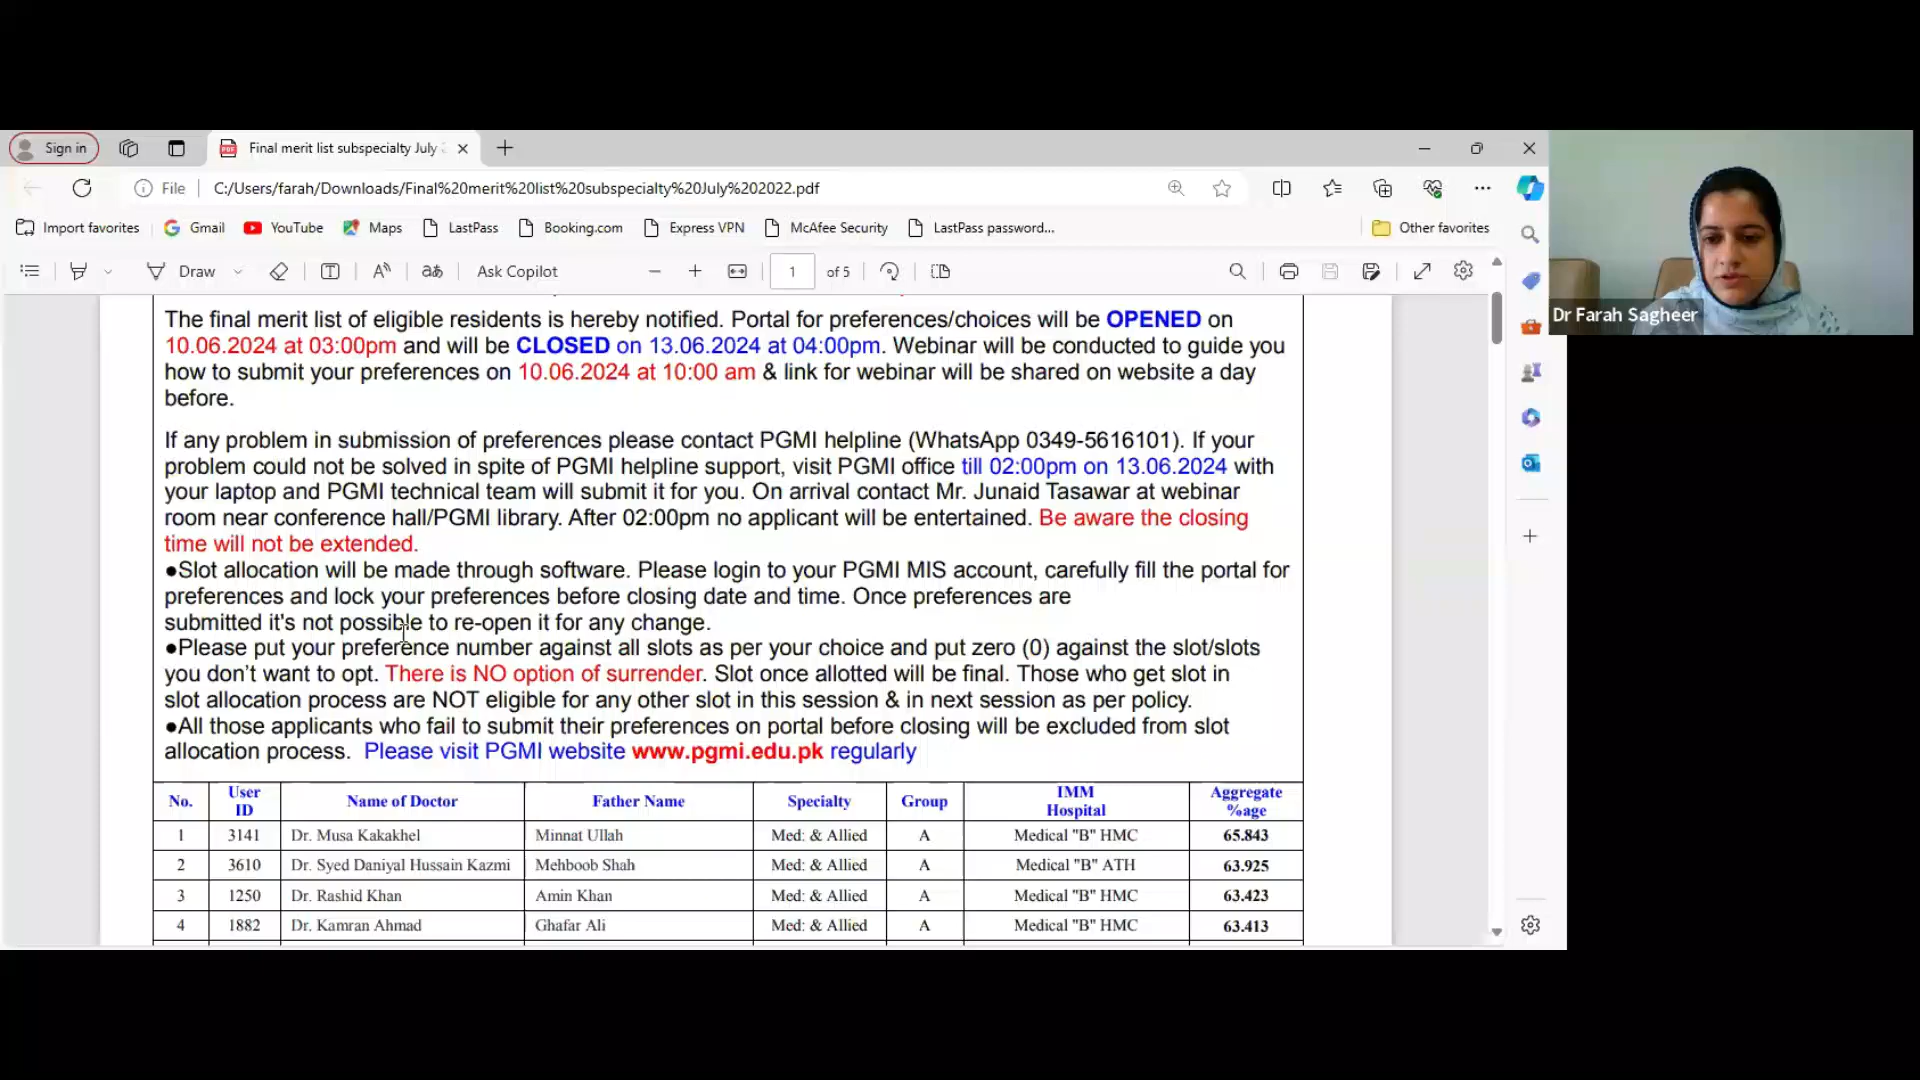 Sign in
Final merit list subspecialty July
File
C:/Users/farah/Downloads/Final%20merit%20list%20subspecialty%20July%202022.pdf
Import favorites
Gmail
YouTube
Maps
LastPass
Booking.com
Express VPN
McAfee Security
LastPass password...
Other favorites
Draw
Ask Copilot
1 of 5
Dr Farah Sagheer
The final merit list of eligible residents is hereby notified. Portal for preferences/choices will be OPENED on
10.06.2024 at 03:00pm and will be CLOSED on 13.06.2024 at 04:00pm. Webinar will be conducted to guide you
how to submit your preferences on 10.06.2024 at 10:00 am & link for webinar will be shared on website a day
before.
If any problem in submission of preferences please contact PGMI helpline (WhatsApp 0349-5616101). If your
problem could not be solved in spite of PGMI helpline support, visit PGMI office till 02:00pm on 13.06.2024 with
your laptop and PGMI technical team will submit it for you. On arrival contact Mr. Junaid Tasawar at webinar
room near conference hall/PGMI library. After 02:00pm no applicant will be entertained. Be aware the closing
time will not be extended.
●Slot allocation will be made through software. Please login to your PGMI MIS account, carefully fill the portal for
preferences and lock your preferences before closing date and time. Once preferences are
submitted it's not possible to re-open it for any change.
●Please put your preference number against all slots as per your choice and put zero (0) against the slot/slots
you don't want to opt. There is NO option of surrender. Slot once allotted will be final. Those who get slot in
slot allocation process are NOT eligible for any other slot in this session & in next session as per policy.
●All those applicants who fail to submit their preferences on portal before closing will be excluded from slot
allocation process. Please visit PGMI website www.pgmi.edu.pk regularly
No. User ID Name of Doctor Father Name Specialty Group IMM Hospital Aggregate %age
1 3141 Dr. Musa Kakakhel Minnat Ullah Med: & Allied A Medical "B" HMC 65.843
2 3610 Dr. Syed Daniyal Hussain Kazmi Mehboob Shah Med: & Allied A Medical "B" ATH 63.925
3 1250 Dr. Rashid Khan Amin Khan Med: & Allied A Medical "B" HMC 63.423
4 1882 Dr. Kamran Ahmad Ghafar Ali Med: & Allied A Medical "B" HMC 63.413